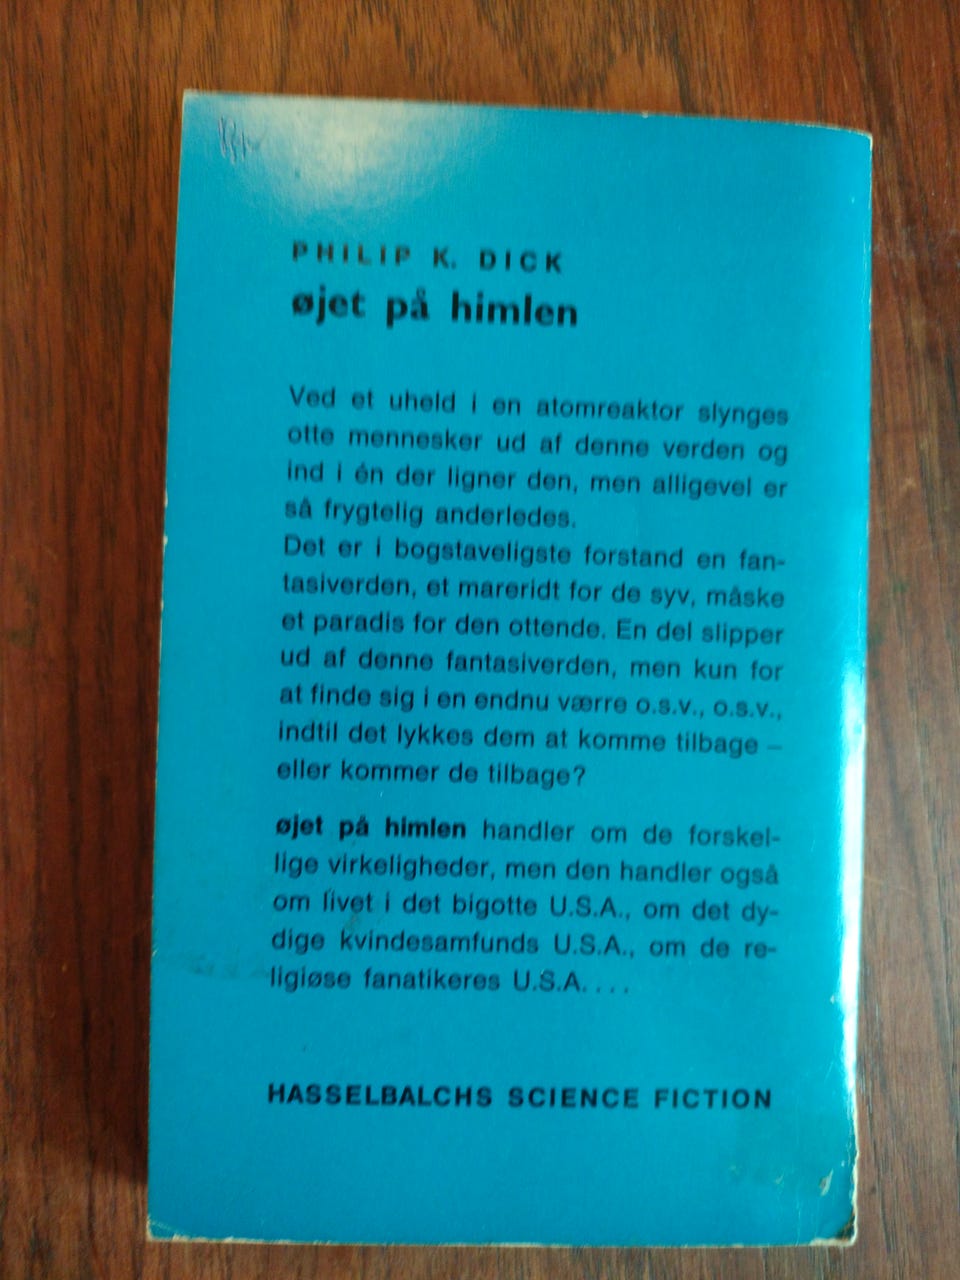 PHILIP K. DICK
øjet på himlen
Ved et uheld i en atomreaktor slynges
otte mennesker ud af denne verden og
ind i én der ligner den, men alligevel er
så frygtelig anderledes.
Det er i bogstaveligste forstand en fan-
tasiverden, et mareridt for de syv, måske
et paradis for den ottende. En del slipper
ud af denne fantasiverden, men kun for
at finde sig i en endnu værre o.s.v., o.s.v.,
indtil det lykkes dem at komme tilbage –
eller kommer de tilbage?
øjet på himlen handler om de forskel-
lige virkeligheder, men den handler også
om livet i det bigotte U.S.A., om det dy-
dige kvindesamfunds U.S.A., om de re-
ligiøse fanatikeres U.S.A. . . .
HASSELBALCHS SCIENCE FICTION